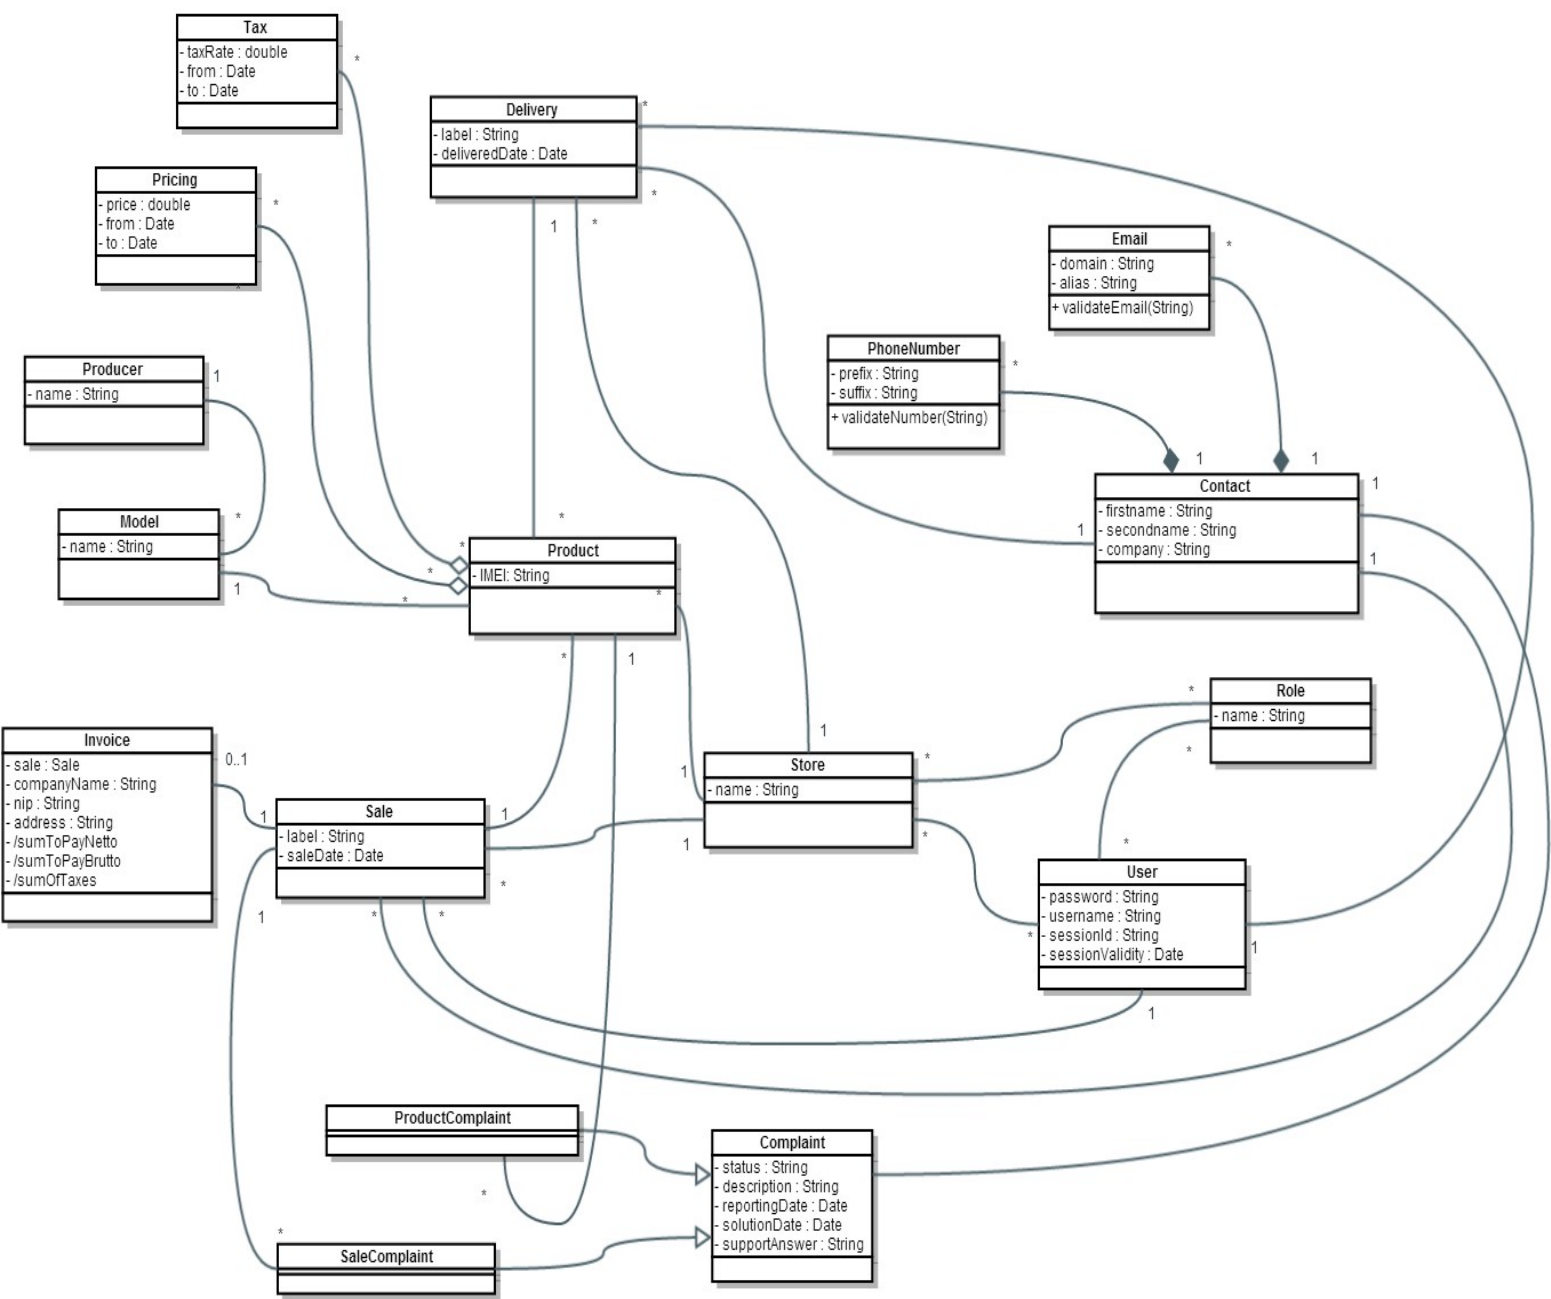 Tax
- taxRate : double
- from : Date
- to : Date
*
Delivery
- label : String
- deliveredDate : Date
*
*
1
*
Pricing
- price : double
- from : Date
- to : Date
*
*
Email
- domain : String
- alias : String
+ validateEmail(String)
*
PhoneNumber
- prefix : String
- suffix : String
+ validateNumber(String)
*
Producer
- name : String
1
1
1
Contact
- firstname : String
- secondname : String
- company : String
1
1
1
Model
- name : String
*
1
*
*
*
*
Product
- IMEI: String
*
*
1
Role
- name : String
*
*
Invoice
- sale : Sale
- companyName : String
- nip : String
- address : String
- /sumToPayNetto
- /sumToPayBrutto
- /sumOfTaxes
0..1
1
Sale
- label : String
- saleDate : Date
1
*
1
*
*
1
1
1
Store
- name : String
*
*
User
- password : String
- username : String
- sessionId : String
- sessionValidity : Date
*
*
1
1
ProductComplaint
*
Complaint
- status : String
- description : String
- reportingDate : Date
- solutionDate : Date
- supportAnswer : String
*
SaleComplaint